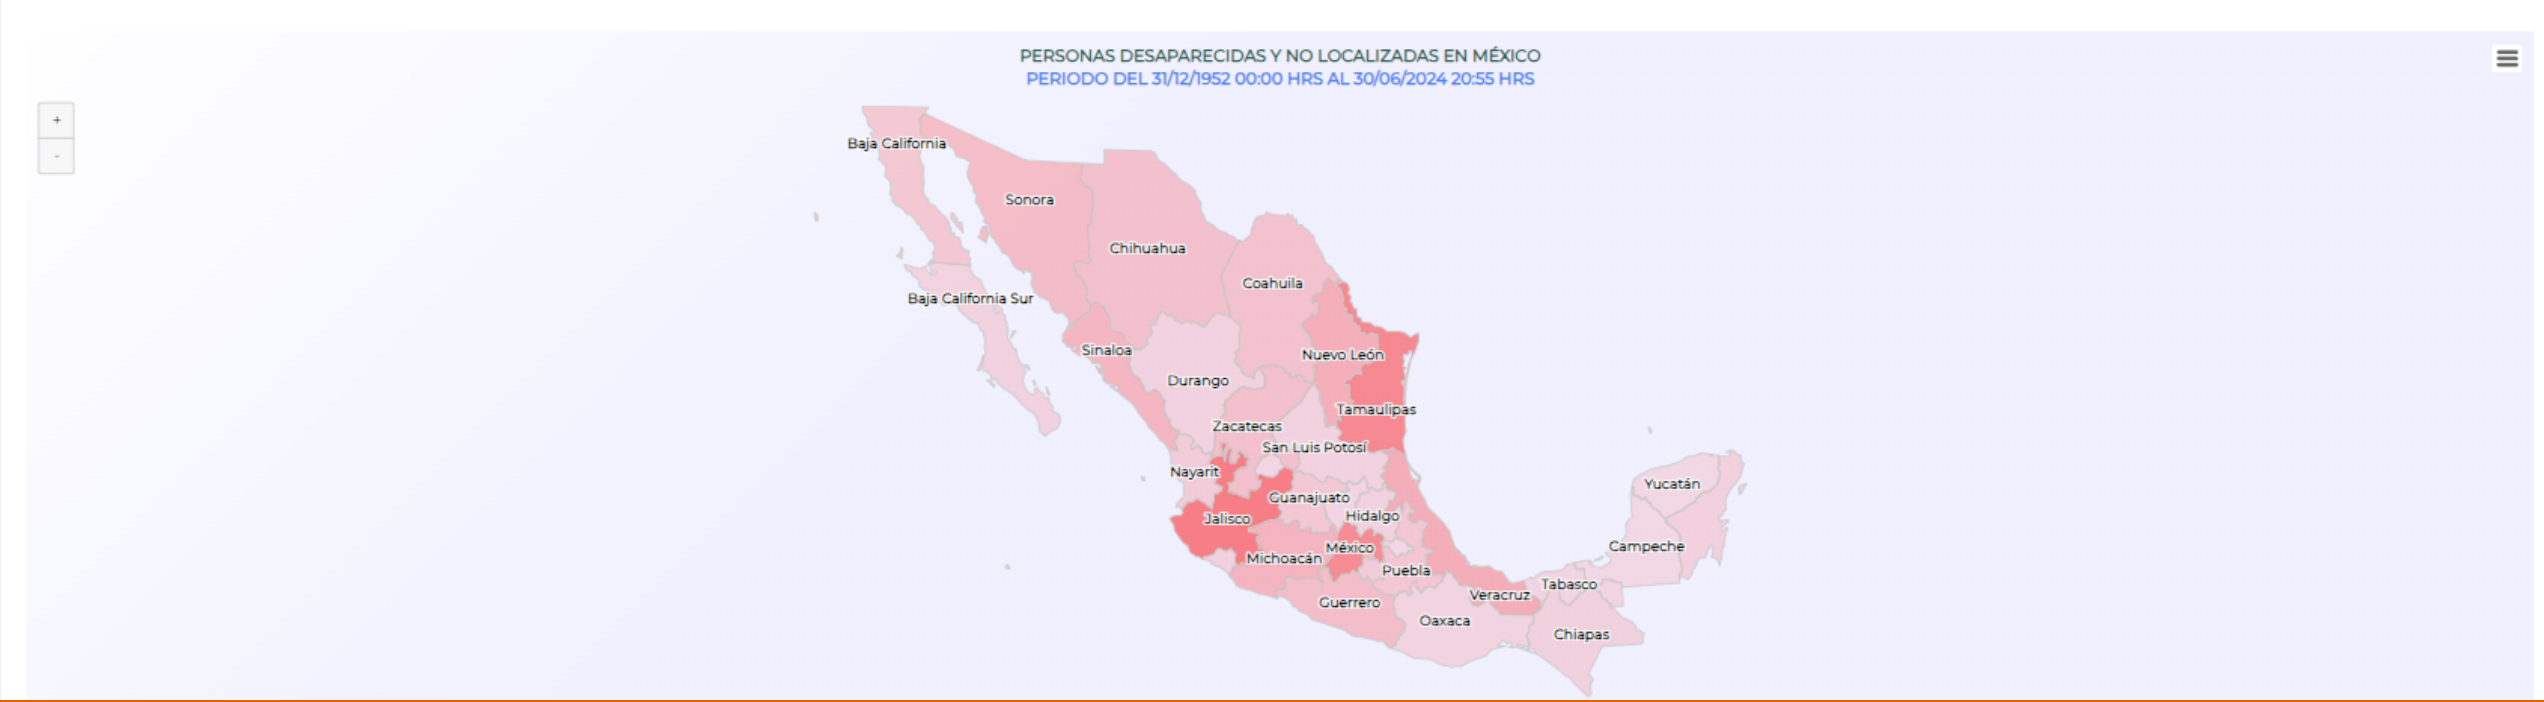 PERSONAS DESAPARECIDAS Y NO LOCALIZADAS EN MÉXICO
PERIODO DEL 31/12/1952 00:00 HRS AL 30/06/2024 20:55 HRS
+
-
Baja California
Sonora
Chihuahua
Coahuila
Baja California Sur
Sinaloa
Nuevo León
Durango
Tamaulipas
Zacatecas
San Luis Potosí
Nayarit
Yucatán
Guanajuato
Hidalgo
Jalisco
México
Campeche
Michoacán
Puebla
Tabasco
Veracruz
Guerrero
Oaxaca
Chiapas